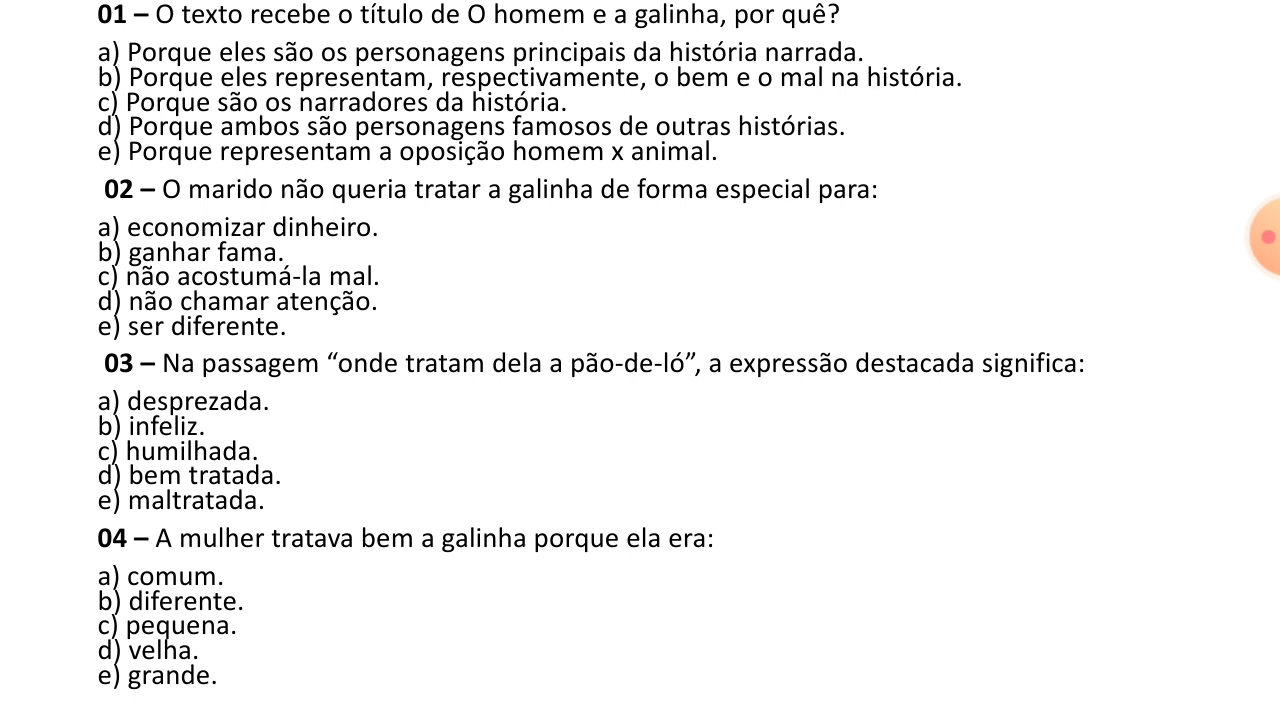 01 – O texto recebe o título de O homem e a galinha, por quê?
a) Porque eles são os personagens principais da história narrada.
b) Porque eles representam, respectivamente, o bem e o mal na história.
c) Porque são os narradores da história.
d) Porque ambos são personagens famosos de outras histórias.
e) Porque representam a oposição homem x animal.
02 – O marido não queria tratar a galinha de forma especial para:
a) economizar dinheiro.
b) ganhar fama.
c) não acostumá-la mal.
d) não chamar atenção.
e) ser diferente.
03 – Na passagem “onde tratam dela a pão-de-ló”, a expressão destacada significa:
a) desprezada.
b) infeliz.
c) humilhada.
d) bem tratada.
e) maltratada.
04 – A mulher tratava bem a galinha porque ela era:
a) comum.
b) diferente.
c) pequena.
d) velha.
e) grande.